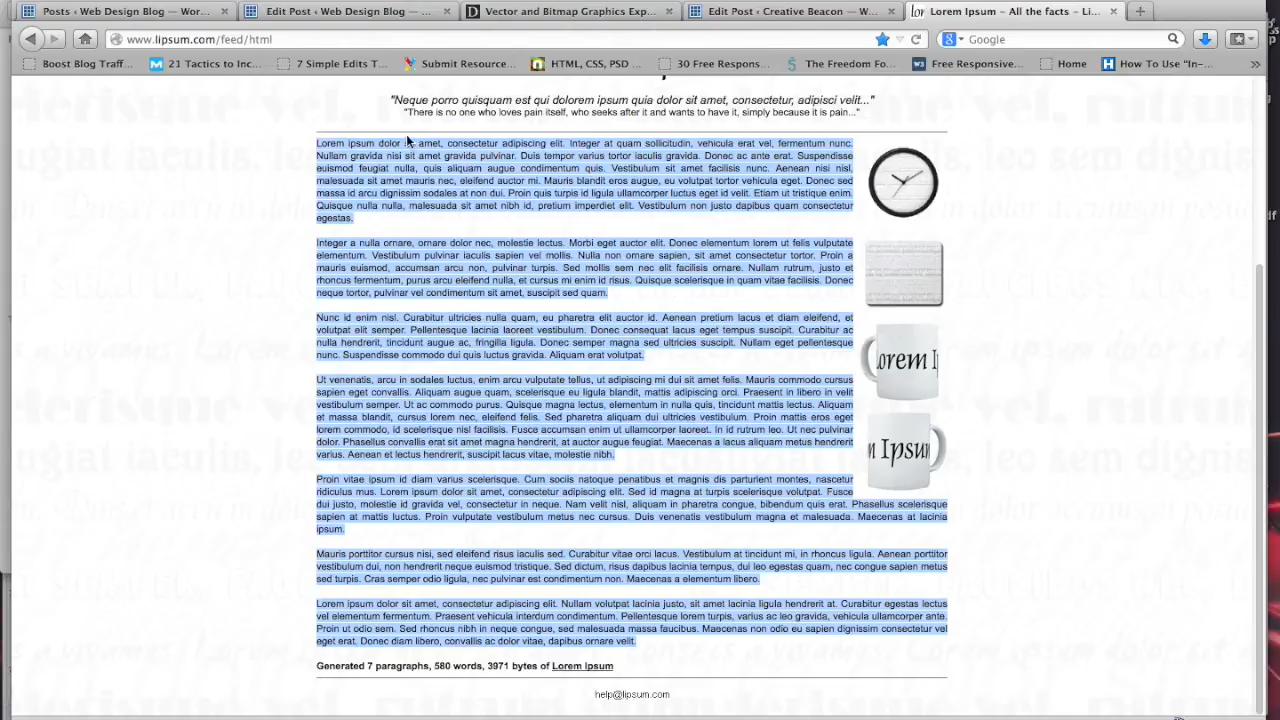 Posts ‹ Web Design Blog — Wor...
Edit Post ‹ Web Design Blog — ...
Vector and Bitmap Graphics Exp...
Edit Post ‹ Creative Beacon — W...
Lorem Ipsum – All the facts – Li...
www.lipsum.com/feed/html
Google
Boost Blog Traff...
21 Tactics to Inc...
7 Simple Edits T...
Submit Resource...
HTML, CSS, PSD ...
30 Free Respons...
The Freedom Fo...
Free Responsive...
Home
How To Use "In-...
"Neque porro quisquam est qui dolorem ipsum quia dolor sit amet, consectetur, adipisci velit..."
"There is no one who loves pain itself, who seeks after it and wants to have it, simply because it is pain..."
Lorem ipsum dolor sit amet, consectetur adipiscing elit. Integer at quam sollicitudin, vehicula erat vel, fermentum nunc.
Nullam gravida nisi sit amet gravida pulvinar. Duis tempor varius tortor iaculis gravida. Donec ac ante erat. Suspendisse
euismod feugiat nulla, quis aliquam augue condimentum quis. Vestibulum sit amet facilisis nunc. Aenean nisi nisl,
malesuada sit amet mauris nec, eleifend auctor mi. Mauris blandit eros augue, eu volutpat tortor vehicula eget. Donec sed
massa id arcu dignissim sodales at non dui. Proin quis turpis id ligula ullamcorper luctus eget id velit. Etiam ut tristique enim.
Quisque nulla nulla, malesuada sit amet nibh id, pretium imperdiet elit. Vestibulum non justo dapibus quam consectetur
egestas.
Integer a nulla ornare, ornare dolor nec, molestie lectus. Morbi eget auctor elit. Donec elementum lorem ut felis vulputate
elementum. Vestibulum pulvinar iaculis sapien vel mollis. Nulla non ornare sapien, sit amet consectetur tortor. Proin a
mauris euismod, accumsan arcu non, pulvinar turpis. Sed mollis sem nec elit facilisis ornare. Nullam rutrum, justo et
rhoncus fermentum, purus arcu eleifend nulla, et cursus mi enim id risus. Quisque scelerisque in quam vitae facilisis. Donec
neque tortor, pulvinar vel condimentum sit amet, suscipit sed quam.
Nunc id enim nisl. Curabitur ultricies nulla quam, eu pharetra elit auctor id. Aenean pretium lacus et diam eleifend, et
volutpat elit semper. Pellentesque lacinia laoreet vestibulum. Donec consequat lacus eget tempus suscipit. Curabitur ac
nulla hendrerit, tincidunt augue ac, fringilla ligula. Donec semper magna sed ultricies suscipit. Nullam eget pellentesque
nunc. Suspendisse commodo dui quis luctus gravida. Aliquam erat volutpat.
Lorem I
m Ipsum
Ut venenatis, arcu in sodales luctus, enim arcu vulputate tellus, ut adipiscing mi dui sit amet felis. Mauris commodo cursus
sapien eget convallis. Aliquam augue quam, scelerisque eu ligula blandit, mattis adipiscing orci. Praesent in libero in velit
vestibulum semper. Ut ac commodo purus. Quisque magna lectus, elementum in nulla quis, tincidunt mattis lectus. Aliquam
et massa blandit, cursus lorem nec, eleifend felis. Sed pharetra aliquam dui ultricies vestibulum. Proin mattis eros quam,
lorem commodo, id scelerisque nisl facilisis. Fusce accumsan enim ut ullamcorper laoreet. In id rutrum leo. Ut nec pulvinar
dolor. Phasellus convallis erat sit amet magna hendrerit, at auctor augue feugiat. Maecenas a lacus aliquam metus hendrerit
varius. Aenean et lectus hendrerit, suscipit lacus vitae, molestie nibh.
Proin vitae ipsum id diam varius scelerisque. Cum sociis natoque penatibus et magnis dis parturient montes, nascetur
ridiculus mus. Lorem ipsum dolor sit amet, consectetur adipiscing elit. Sed id magna at turpis scelerisque volutpat. Fusce
dui justo, molestie id gravida vel, consectetur in neque. Nam velit nisl, aliquam in pharetra congue, bibendum quis erat. Phasellus scelerisque
sapien at mattis luctus. Proin vulputate vestibulum metus nec cursus. Duis venenatis vestibulum magna et malesuada. Maecenas at lacinia
ipsum.
Mauris porttitor cursus nisi, sed eleifend risus iaculis sed. Curabitur vitae orci lacus. Vestibulum at tincidunt mi, in rhoncus ligula. Aenean porttitor
vestibulum dui, non hendrerit neque euismod tristique. Sed dictum, risus dapibus lacinia tempus, dui leo egestas quam, nec congue sapien metus
sed turpis. Cras semper odio ligula, nec pulvinar est condimentum non. Maecenas a elementum libero.
Lorem ipsum dolor sit amet, consectetur adipiscing elit. Nullam volutpat lacinia justo, sit amet lacinia ligula hendrerit at. Curabitur egestas lectus
vel elementum fermentum. Praesent vehicula interdum condimentum. Pellentesque lorem turpis, varius ac leo gravida, vehicula ullamcorper ante.
Proin ut odio sem. Sed rhoncus nibh in neque congue, sed malesuada massa faucibus. Maecenas non odio eu sapien dignissim consectetur vel
eget erat. Donec diam libero, convallis ac dolor vitae, dapibus ornare velit.
Generated 7 paragraphs, 580 words, 3971 bytes of Lorem Ipsum
help@lipsum.com